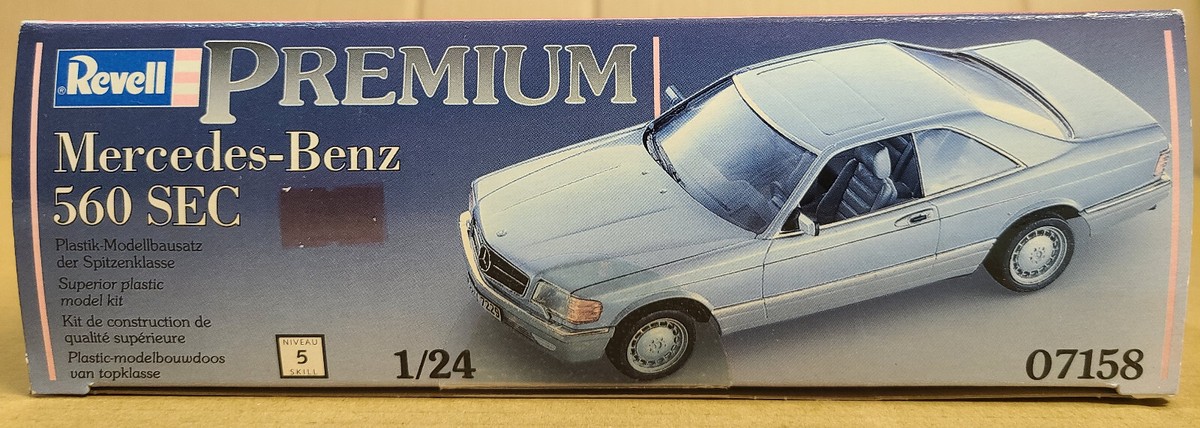 ®Revell PREMIUM
Mercedes-Benz
560 SEC
Plastik-Modellbausatz
der Spitzenklasse
Superior plastic
model kit
Kit de construction de
qualité supérieure
Plastic-modelbouwdoos
van topklasse
NIVEAU
5
SKILL
1/24
07158